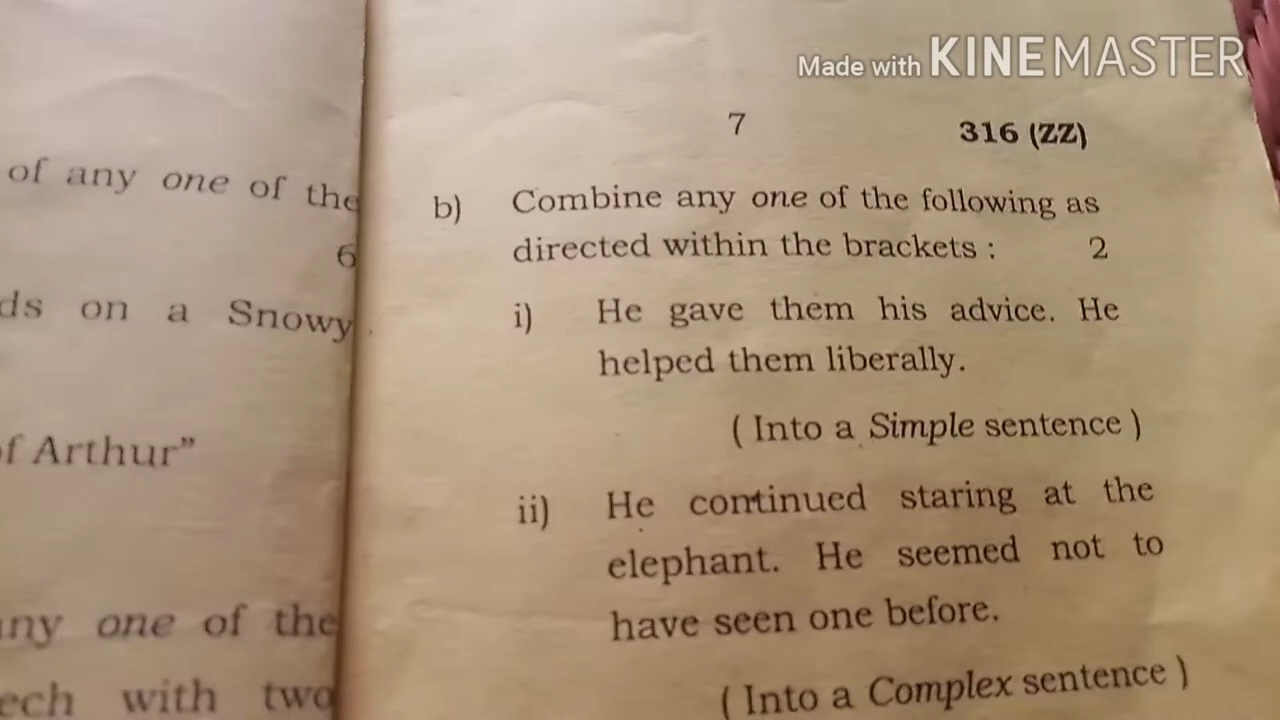 Made with KINEMASTER
of any one of the
6
ds on a Snowy
of Arthur”
any one of the
ech with two
7 316 (ZZ)
b) Combine any one of the following as
directed within the brackets : 2
i) He gave them his advice. He
helped them liberally.
( Into a Simple sentence )
ii) He continued staring at the
elephant. He seemed not to
have seen one before.
( Into a Complex sentence )